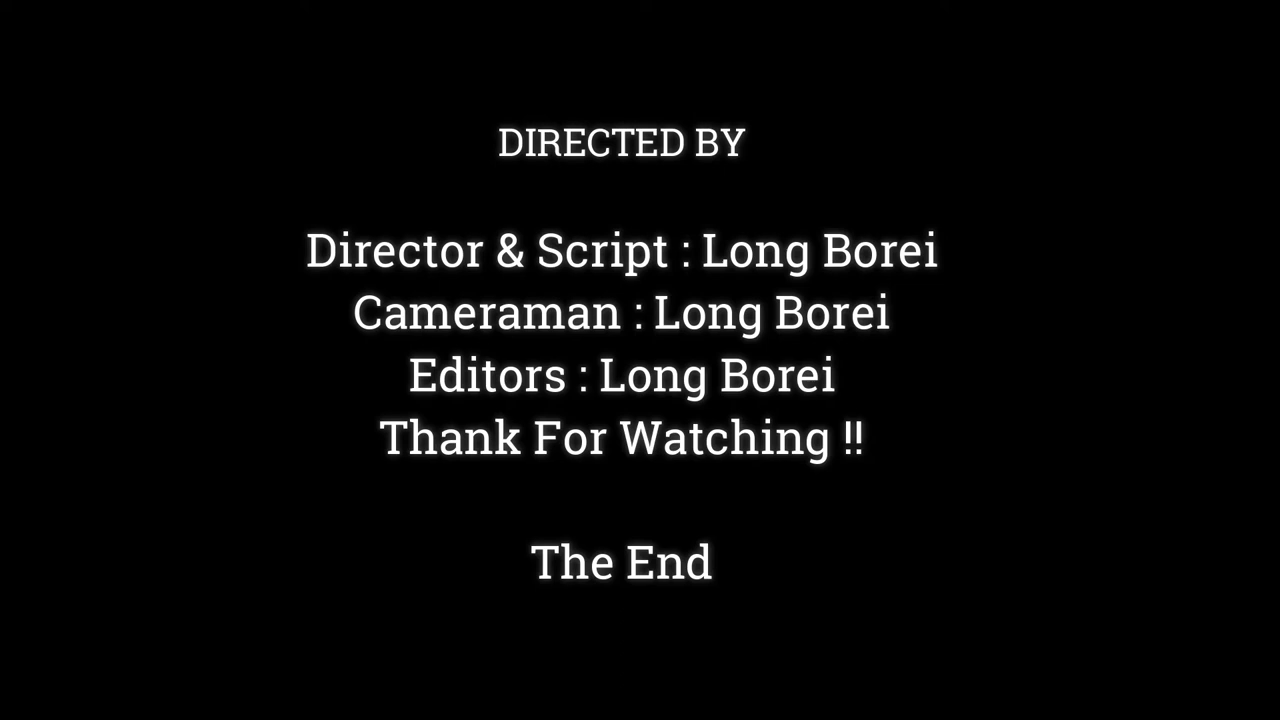 DIRECTED BY
Director & Script : Long Borei
Cameraman : Long Borei
Editors : Long Borei
Thank For Watching !!
The End